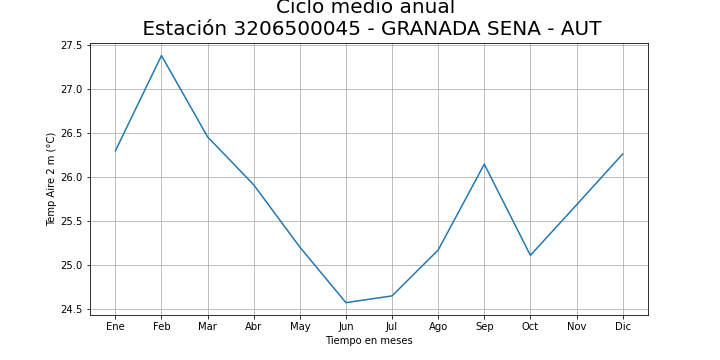 Ciclo medio anual
Estación 3206500045 - GRANADA SENA - AUT
27.5
27.0
26.5
26.0
25.5
25.0
24.5
Temp Aire 2 m (°C)
Ene Feb Mar Abr May Jun Jul Ago Sep Oct Nov Dic
Tiempo en meses